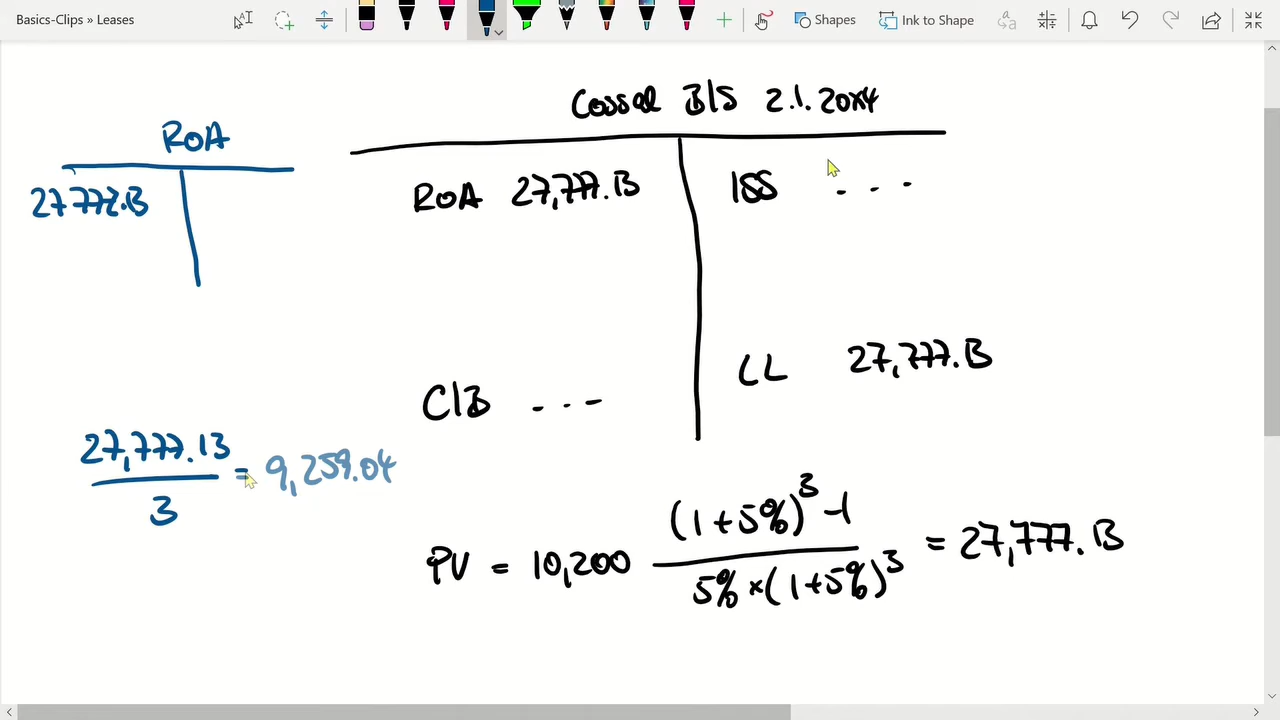 Basics-Clips » Leases
Shapes
Ink to Shape
Cossal B/S 2.1.20X4
RoA
27,777.13
RoA 27,777.13
ISS ...
LL 27,777.13
C/B ...
27,777.13
3
= 9,259.04
PV = 10,200 (1+5%)³-1
5%×(1+5%)³
= 27,777.13